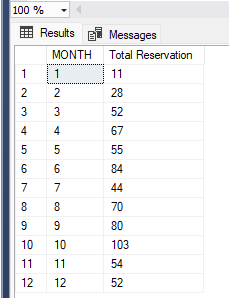 100 %
Results Messages
MONTH Total Reservation
1 1 11
2 2 28
3 3 52
4 4 67
5 5 55
6 6 84
7 7 44
8 8 70
9 9 80
10 10 103
11 11 54
12 12 52